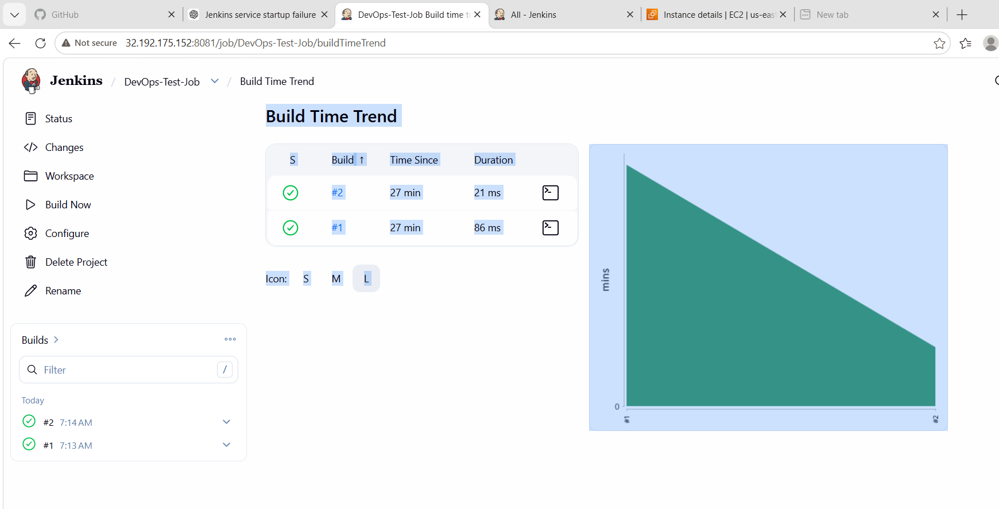 GitHub
Jenkins service startup failure
DevOps-Test-Job Build time t
All - Jenkins
Instance details | EC2 | us-east
New tab
Not secure 32.192.175.152:8081/job/DevOps-Test-Job/buildTimeTrend
Jenkins / DevOps-Test-Job / Build Time Trend
Status
Changes
Workspace
Build Now
Configure
Delete Project
Rename
Builds
Filter /
Today
#2 7:14 AM
#1 7:13 AM
Build Time Trend
S Build ↑ Time Since Duration
#2 27 min 21 ms
#1 27 min 86 ms
Icon: S M L
mins
0
#1
#2